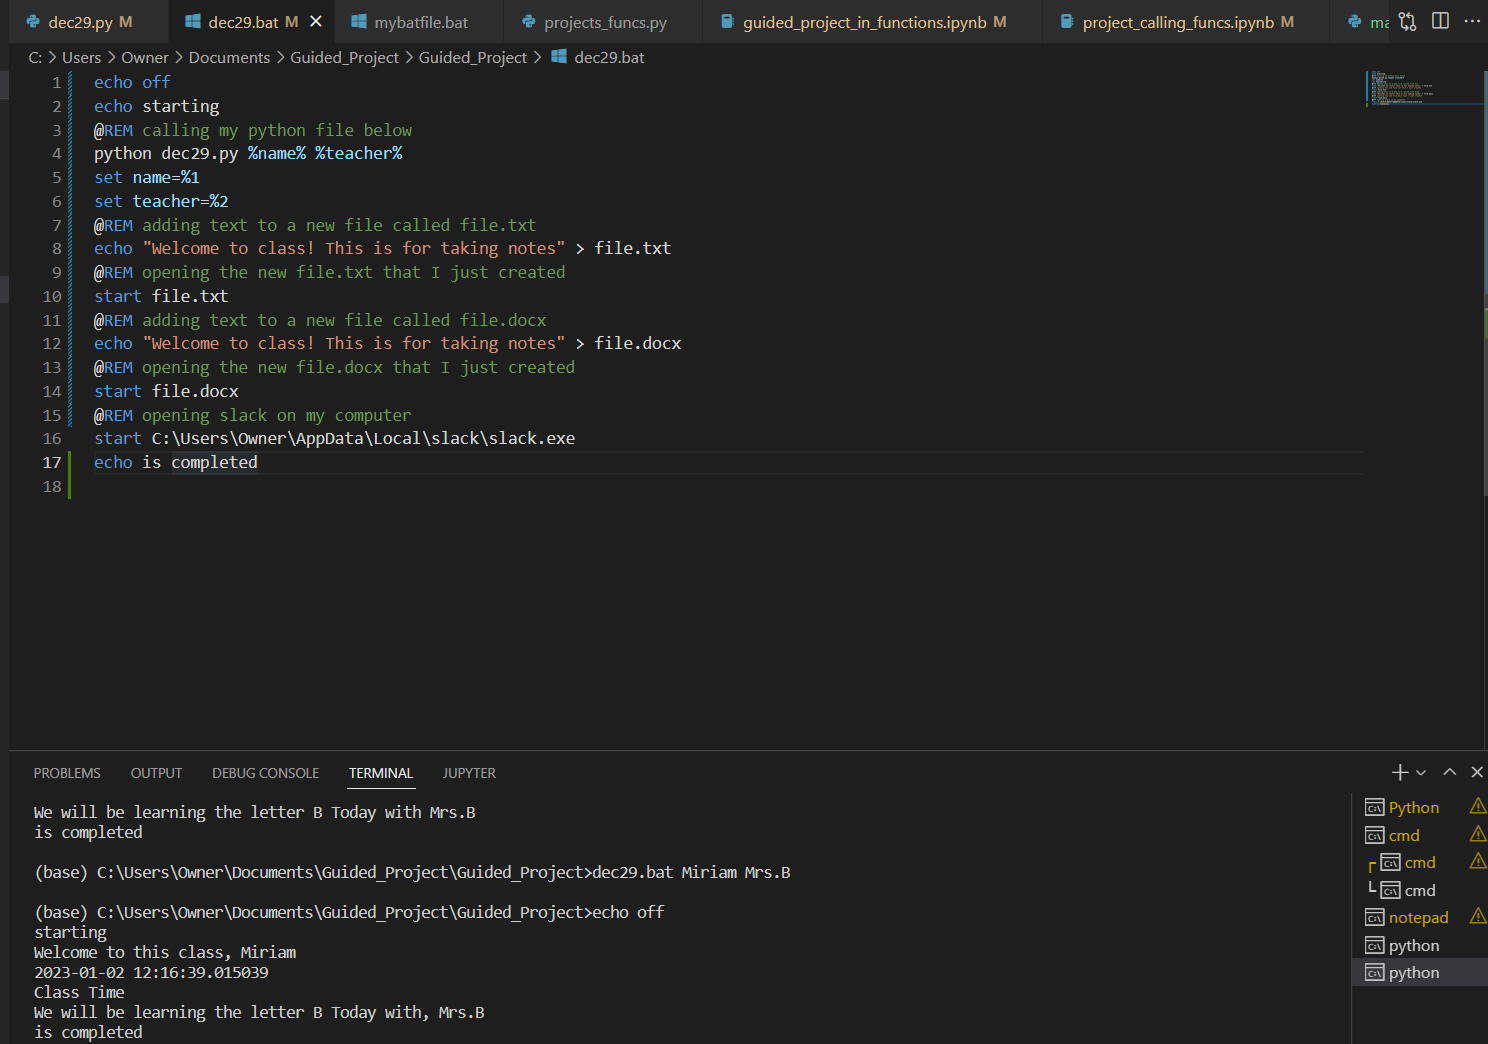 dec29.py M dec29.bat M mybatfile.bat projects_funcs.py guided_project_in_functions.ipynb M project_calling_funcs.ipynb M
C: > Users > Owner > Documents > Guided_Project > Guided_Project > dec29.bat
1 echo off
2 echo starting
3 @REM calling my python file below
4 python dec29.py %name% %teacher%
5 set name=%1
6 set teacher=%2
7 @REM adding text to a new file called file.txt
8 echo "Welcome to class! This is for taking notes" > file.txt
9 @REM opening the new file.txt that I just created
10 start file.txt
11 @REM adding text to a new file called file.docx
12 echo "Welcome to class! This is for taking notes" > file.docx
13 @REM opening the new file.docx that I just created
14 start file.docx
15 @REM opening slack on my computer
16 start C:\Users\Owner\AppData\Local\slack\slack.exe
17 echo is completed
18
PROBLEMS OUTPUT DEBUG CONSOLE TERMINAL JUPYTER
We will be learning the letter B Today with Mrs.B
is completed
(base) C:\Users\Owner\Documents\Guided_Project\Guided_Project>dec29.bat Miriam Mrs.B
(base) C:\Users\Owner\Documents\Guided_Project\Guided_Project>echo off
starting
Welcome to this class, Miriam
2023-01-02 12:16:39.015039
Class Time
We will be learning the letter B Today with, Mrs.B
is completed
Python
cmd
cmd
cmd
notepad
python
python